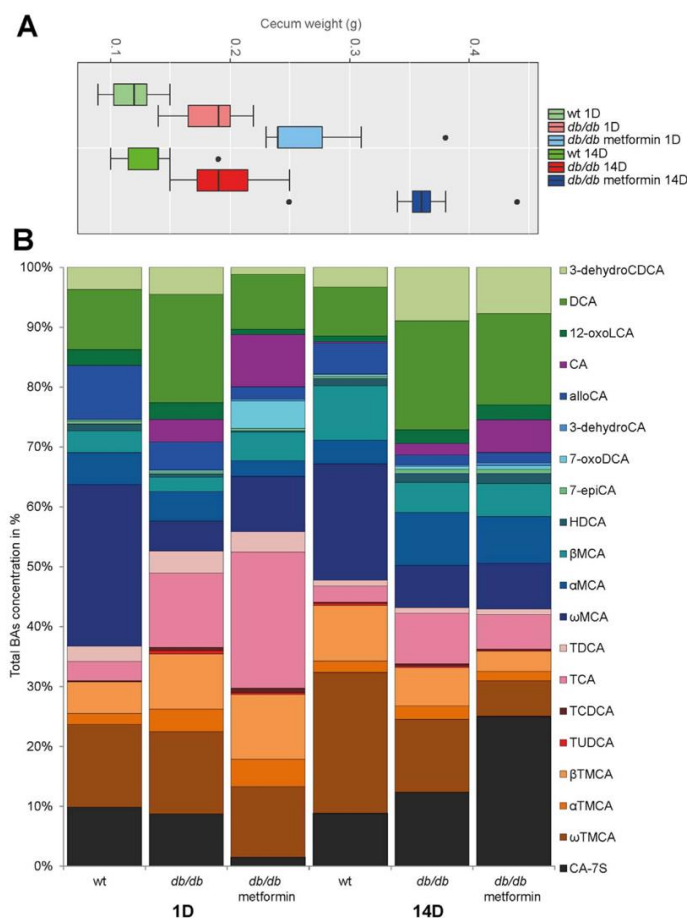 A
Cecum weight (g)
0.1 0.2 0.3 0.4
wt 1D
db/db 1D
db/db metformin 1D
wt 14D
db/db 14D
db/db metformin 14D
B
Total BAs concentration in %
100%
90%
80%
70%
60%
50%
40%
30%
20%
10%
0%
3-dehydroCDCA
DCA
12-oxoLCA
CA
alloCA
3-dehydroCA
7-oxoDCA
7-epiCA
HDCA
βMCA
αMCA
ωMCA
TDCA
TCA
TCDCA
TUDCA
βTMCA
αTMCA
ωTMCA
CA-7S
wt db/db db/db wt db/db db/db
metformin metformin
1D 14D